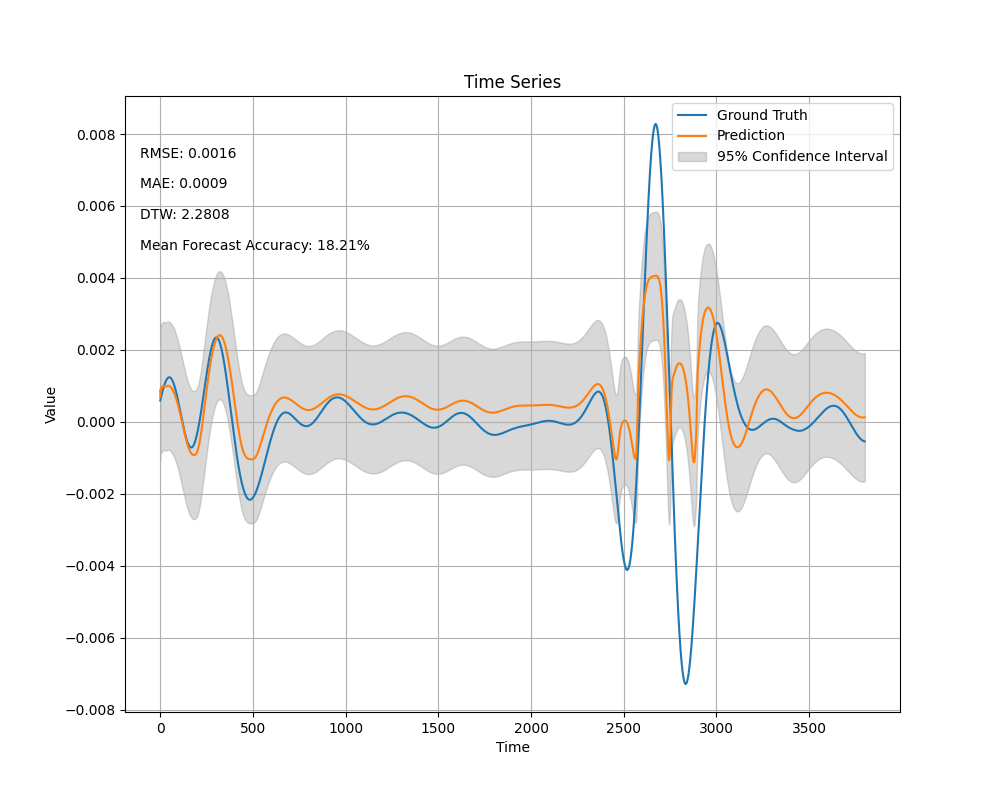 Time Series
Ground Truth
Prediction
95% Confidence Interval
RMSE: 0.0016
MAE: 0.0009
DTW: 2.2808
Mean Forecast Accuracy: 18.21%
Value
0.008
0.006
0.004
0.002
0.000
−0.002
−0.004
−0.006
−0.008
0 500 1000 1500 2000 2500 3000 3500
Time